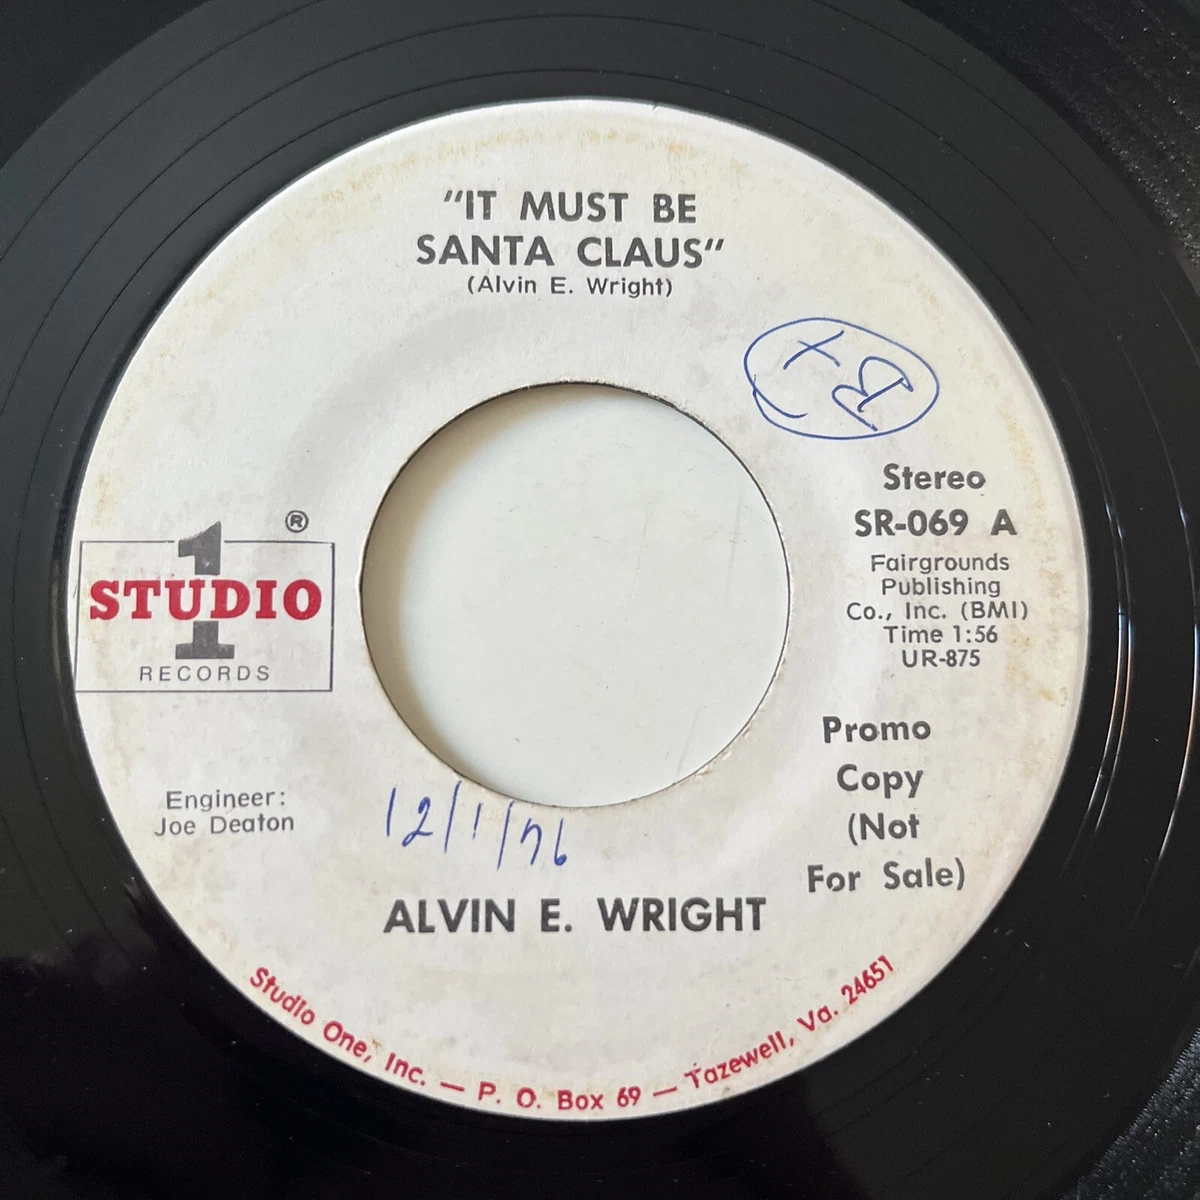 "IT MUST BE
SANTA CLAUS"
(Alvin E. Wright)
B+
Stereo
SR-069 A
Fairgrounds
Publishing
Co., Inc. (BMI)
Time 1:56
UR-875
®
1
STUDIO
RECORDS
Promo
Copy
(Not
For Sale)
Engineer:
Joe Deaton
12/1/76
ALVIN E. WRIGHT
Studio One, Inc. — P. O. Box 69 — Tazewell, Va. 24651